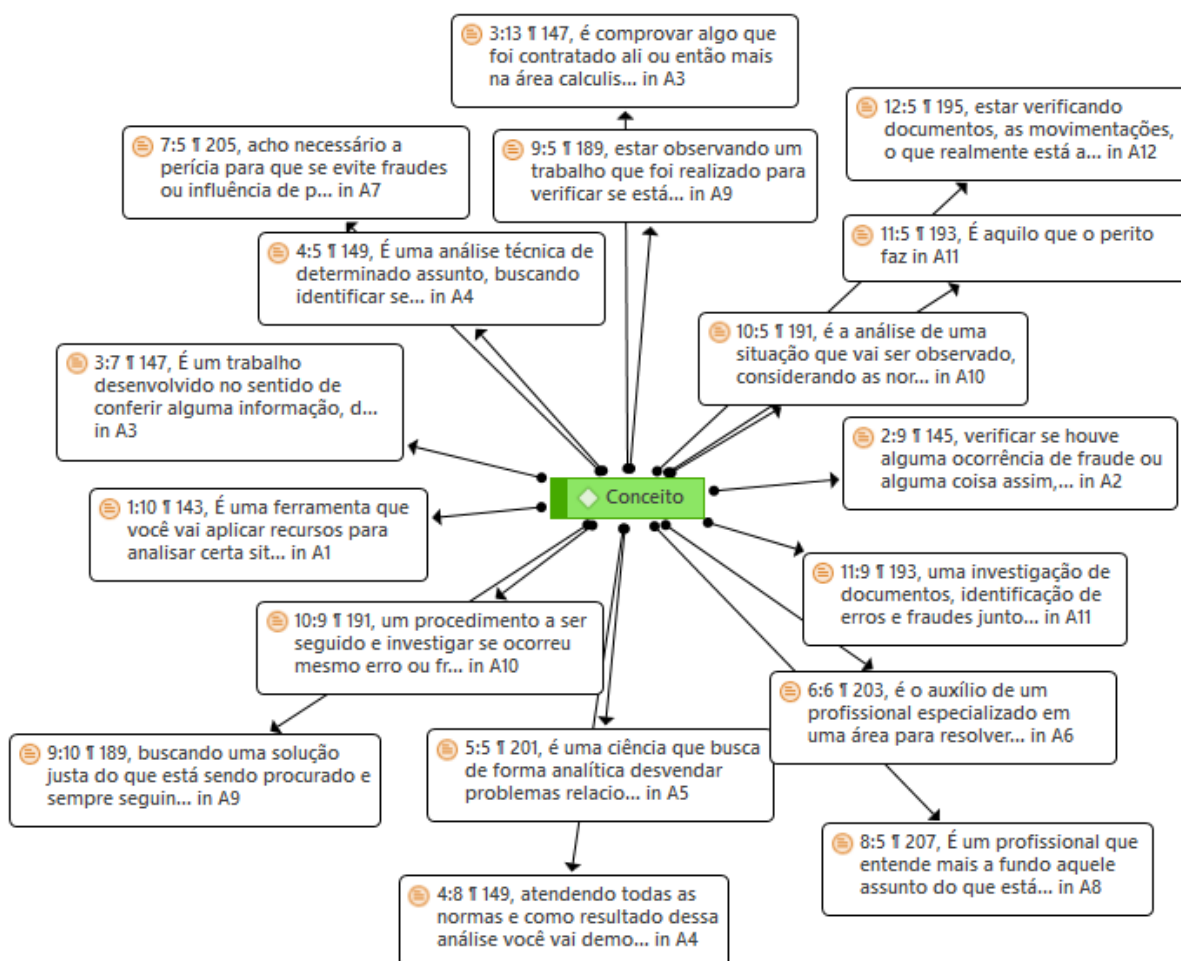 3:13 ¶ 147, é comprovar algo que
foi contratado ali ou então mais
na área calculis... in A3
12:5 ¶ 195, estar verificando
documentos, as movimentações,
o que realmente está a... in A12
7:5 ¶ 205, acho necessário a
perícia para que se evite fraudes
ou influência de p... in A7
9:5 ¶ 189, estar observando um
trabalho que foi realizado para
verificar se está... in A9
11:5 ¶ 193, É aquilo que o perito
faz in A11
4:5 ¶ 149, É uma análise técnica de
determinado assunto, buscando
identificar se... in A4
10:5 ¶ 191, é a análise de uma
situação que vai ser observado,
considerando as nor... in A10
3:7 ¶ 147, É um trabalho
desenvolvido no sentido de
conferir alguma informação, d...
in A3
2:9 ¶ 145, verificar se houve
alguma ocorrência de fraude ou
alguma coisa assim,... in A2
Conceito
1:10 ¶ 143, É uma ferramenta que
você vai aplicar recursos para
analisar certa sit... in A1
11:9 ¶ 193, uma investigação de
documentos, identificação de
erros e fraudes junto... in A11
10:9 ¶ 191, um procedimento a ser
seguido e investigar se ocorreu
mesmo erro ou fr... in A10
6:6 ¶ 203, é o auxílio de um
profissional especializado em
uma área para resolver... in A6
9:10 ¶ 189, buscando uma solução
justa do que está sendo procurado e
sempre seguin... in A9
5:5 ¶ 201, é uma ciência que busca
de forma analítica desvendar
problemas relacio... in A5
8:5 ¶ 207, É um profissional que
entende mais a fundo aquele
assunto do que está... in A8
4:8 ¶ 149, atendendo todas as
normas e como resultado dessa
análise você vai demo... in A4